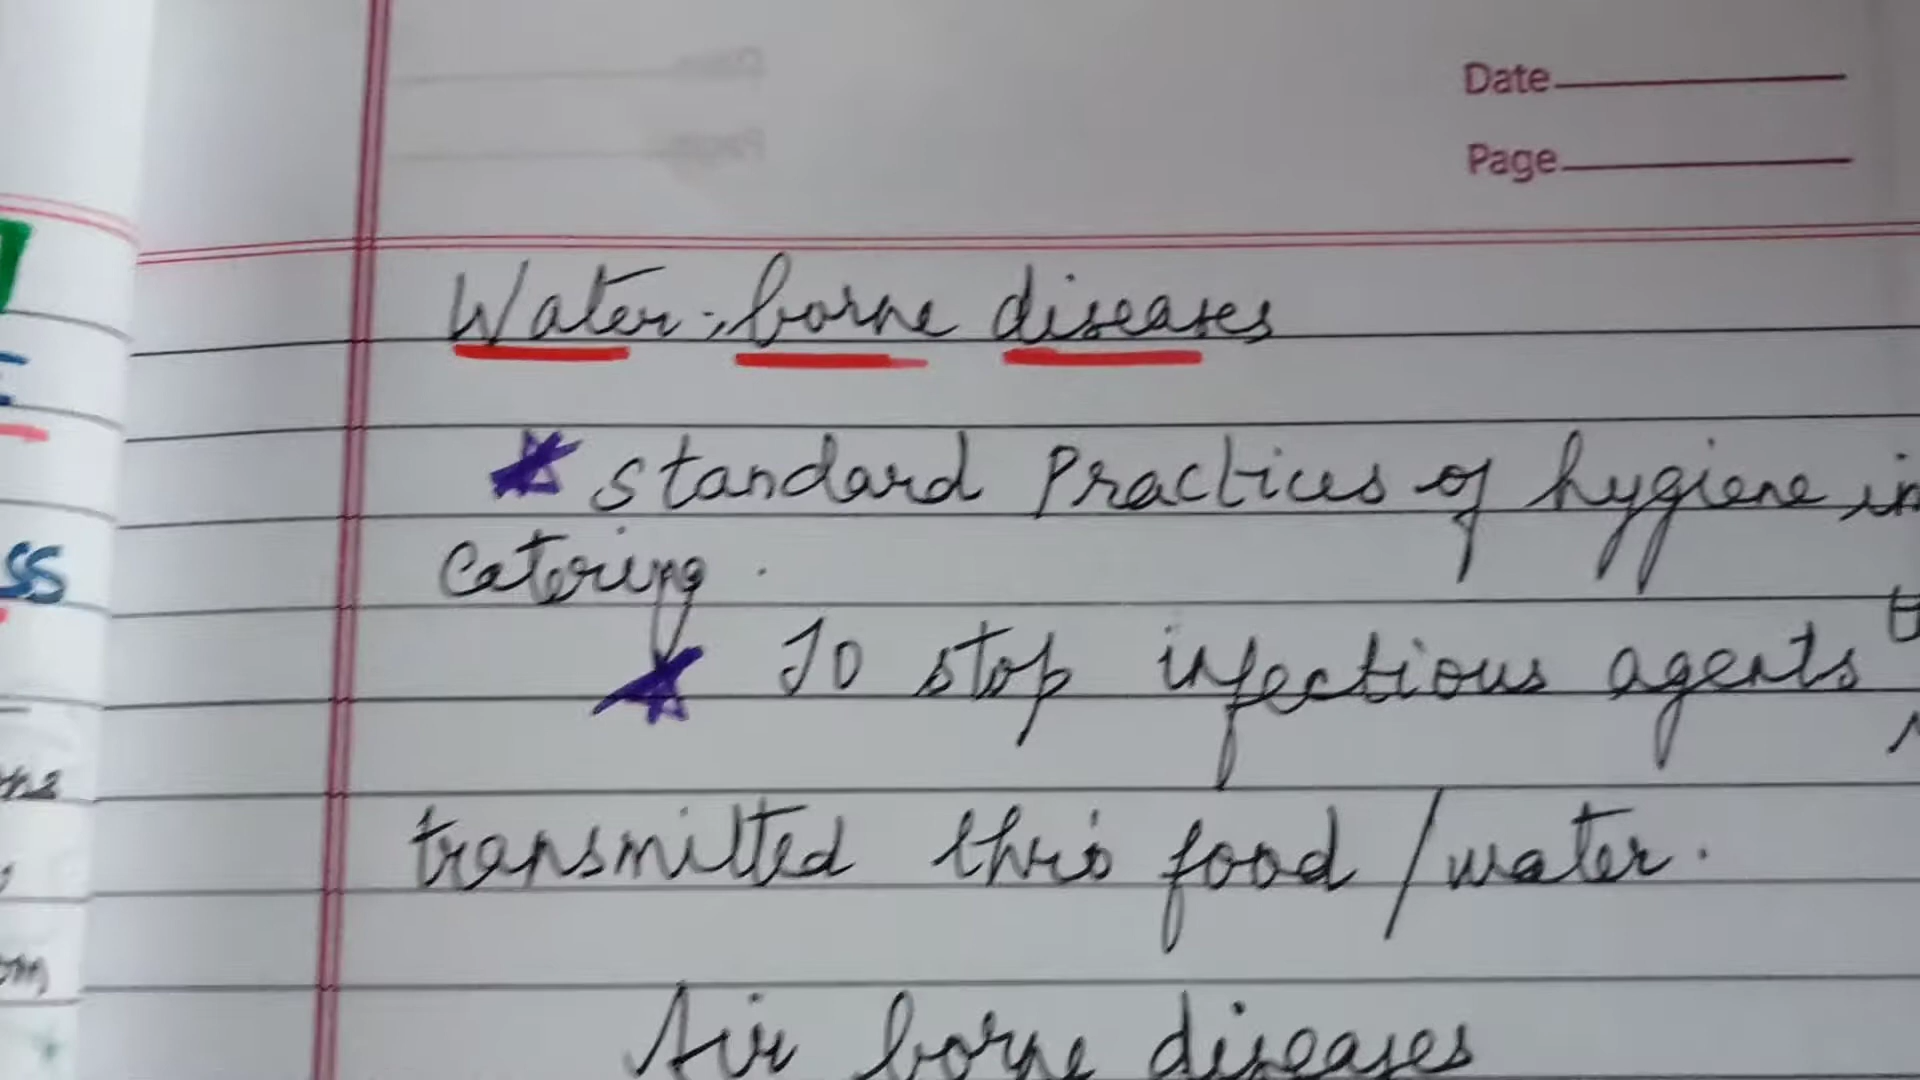 Date
Page
Water-borne diseases
standard Practices of hygiene in
Catering.
To stop infectious agents
transmitted thro food / water.
Air borne diseases
SS